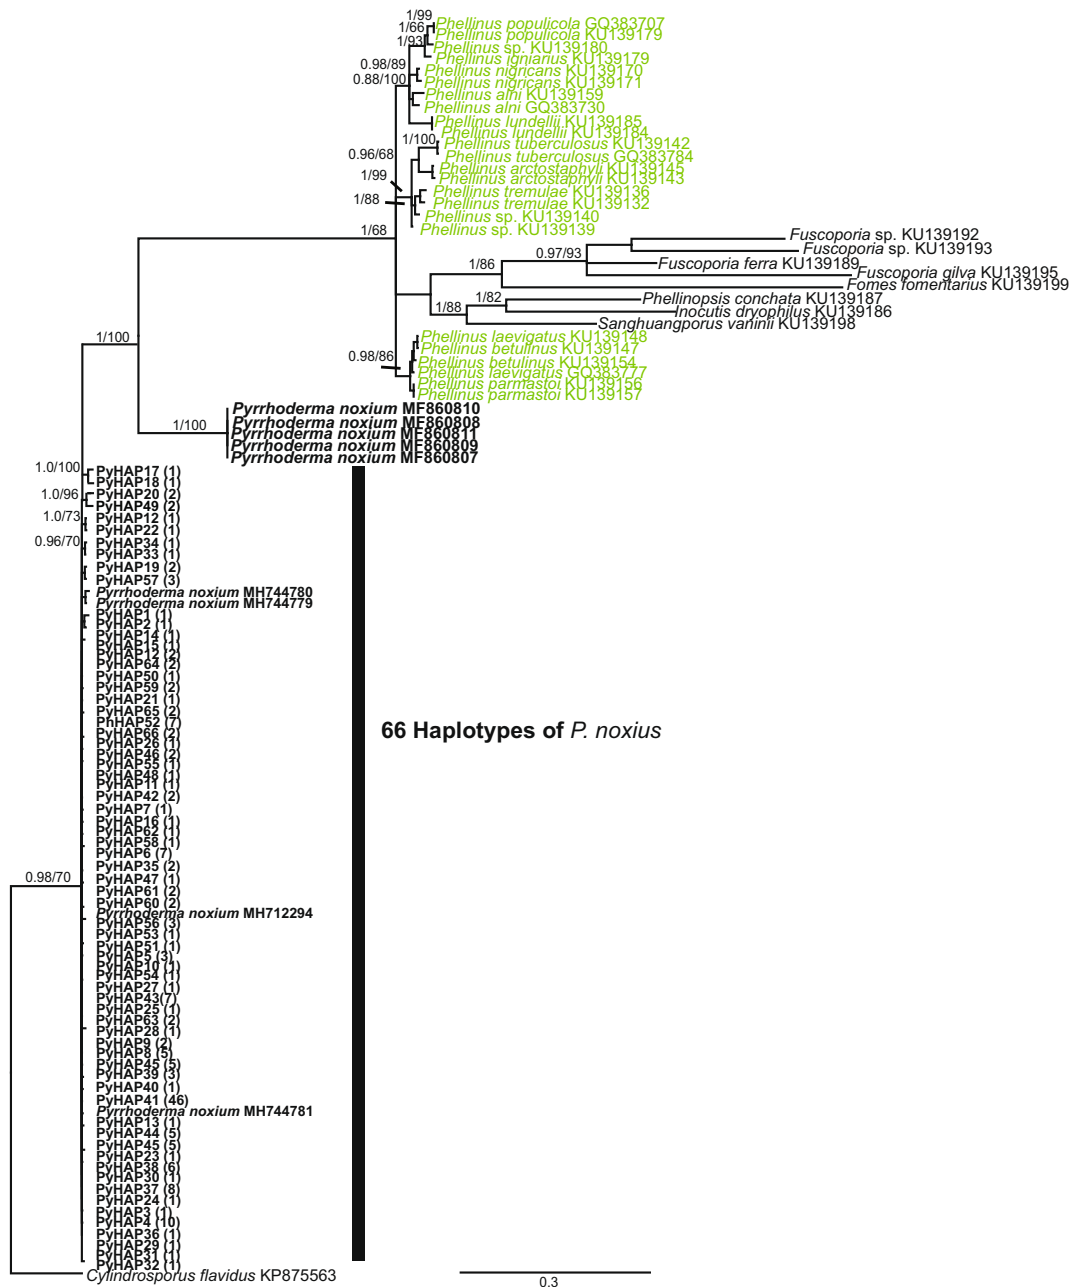 1/99
Phellinus populicola GQ383707
1/66
Phellinus populicola KU139179
1/93
Phellinus sp. KU139180
Phellinus igniarius KU139179
0.98/89
Phellinus nigricans KU139170
0.88/100
Phellinus nigricans KU139171
Phellinus alni KU139159
Phellinus alni GQ383730
Phellinus lundellii KU139185
Phellinus lundellii KU139184
1/100
Phellinus tuberculosus KU139142
0.96/68
Phellinus tuberculosus GQ383784
Phellinus arctostaphyli KU139145
1/99
Phellinus arctostaphyli KU139143
Phellinus tremulae KU139136
1/88
Phellinus tremulae KU139132
Phellinus sp. KU139140
1/68
Phellinus sp. KU139139
Fuscoporia sp. KU139192
0.97/93
Fuscoporia sp. KU139193
1/86
Fuscoporia ferra KU139189
Fuscoporia gilva KU139195
Fomes fomentarius KU139199
1/82
Phellinopsis conchata KU139187
1/88
Inocutis dryophilus KU139186
Sanghuangporus vaninii KU139198
1/100
Phellinus laevigatus KU139148
Phellinus betulinus KU139147
0.98/86
Phellinus betulinus KU139154
Phellinus laevigatus GQ383777
Phellinus parmastoi KU139156
Phellinus parmastoi KU139157
Pyrrhoderma noxium MF860810
1/100
Pyrrhoderma noxium MF860808
Pyrrhoderma noxium MF860811
Pyrrhoderma noxium MF860809
Pyrrhoderma noxium MF860807
1.0/100
PyHAP17 (1)
PyHAP18 (1)
1.0/96
PyHAP20 (2)
PyHAP49 (2)
1.0/73
PyHAP12 (1)
PyHAP22 (1)
0.96/70
PyHAP34 (1)
PyHAP33 (1)
PyHAP19 (2)
PyHAP57 (3)
Pyrrhoderma noxium MH744780
Pyrrhoderma noxium MH744779
PyHAP1 (1)
PyHAP2 (1)
PyHAP14 (1)
PyHAP15 (1)
PyHAP12 (2)
PyHAP64 (2)
PyHAP50 (1)
PyHAP59 (2)
PyHAP21 (1)
PyHAP65 (2)
PhHAP52 (7)
PyHAP66 (2)
66 Haplotypes of P. noxius
PyHAP26 (1)
PyHAP46 (2)
PyHAP55 (1)
PyHAP48 (1)
PyHAP11 (1)
PyHAP42 (2)
PyHAP7 (1)
PyHAP16 (1)
PyHAP62 (1)
PyHAP58 (1)
PyHAP6 (7)
PyHAP35 (2)
0.98/70
PyHAP47 (1)
PyHAP61 (2)
PyHAP60 (2)
Pyrrhoderma noxium MH712294
PyHAP56 (3)
PyHAP53 (1)
PyHAP51 (1)
PyHAP5 (3)
PyHAP10 (1)
PyHAP54 (1)
PyHAP27 (1)
PyHAP43(7)
PyHAP25 (1)
PyHAP63 (2)
PyHAP28 (1)
PyHAP9 (2)
PyHAP8 (5)
PyHAP45 (5)
PyHAP39 (3)
PyHAP40 (1)
PyHAP41 (46)
Pyrrhoderma noxium MH744781
PyHAP13 (1)
PyHAP44 (5)
PyHAP45 (5)
PyHAP23 (1)
PyHAP38 (6)
PyHAP30 (1)
PyHAP37 (8)
PyHAP24 (1)
PyHAP3 (1)
PyHAP4 (10)
PyHAP36 (1)
PyHAP29 (1)
PyHAP31 (1)
PyHAP32 (1)
Cylindrosporus flavidus KP875563
0.3